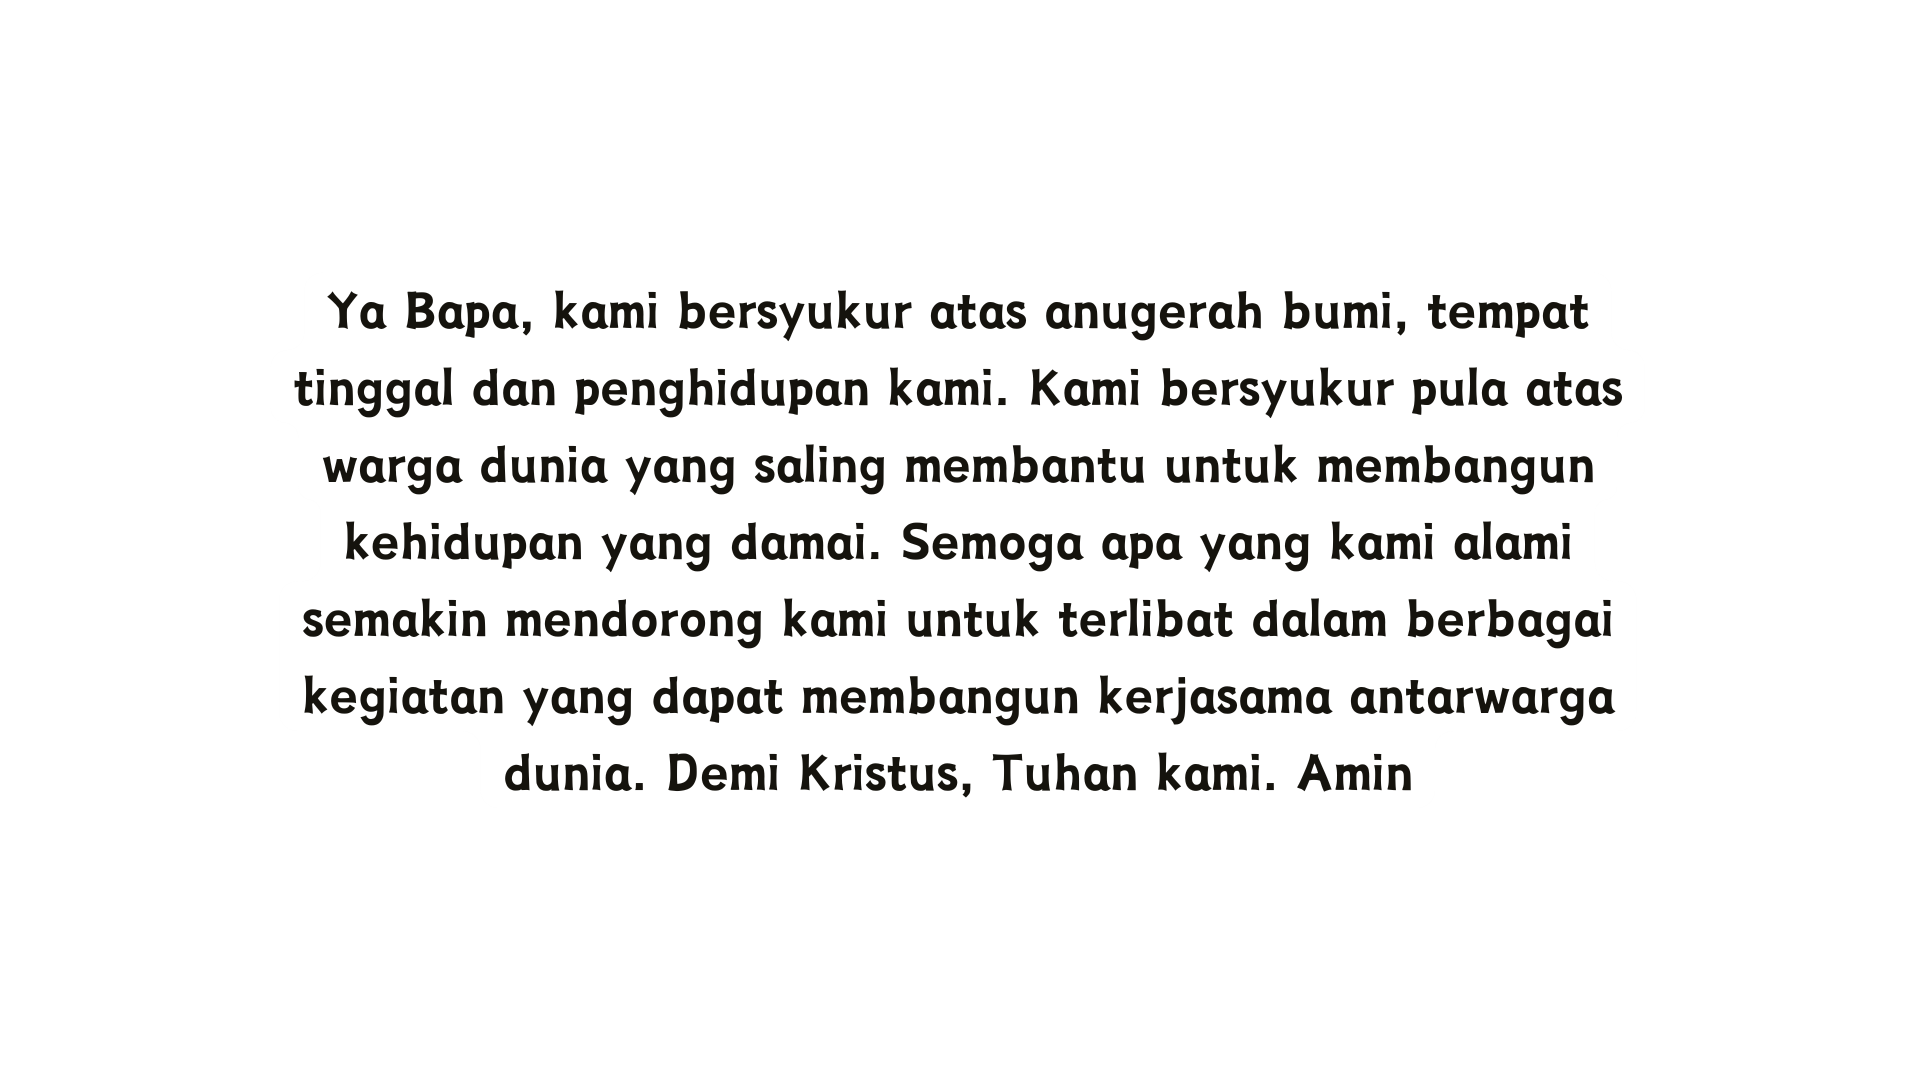 Ya Bapa, kami bersyukur atas anugerah bumi, tempat
tinggal dan penghidupan kami. Kami bersyukur pula atas
warga dunia yang saling membantu untuk membangun
kehidupan yang damai. Semoga apa yang kami alami
semakin mendorong kami untuk terlibat dalam berbagai
kegiatan yang dapat membangun kerjasama antarwarga
dunia. Demi Kristus, Tuhan kami. Amin